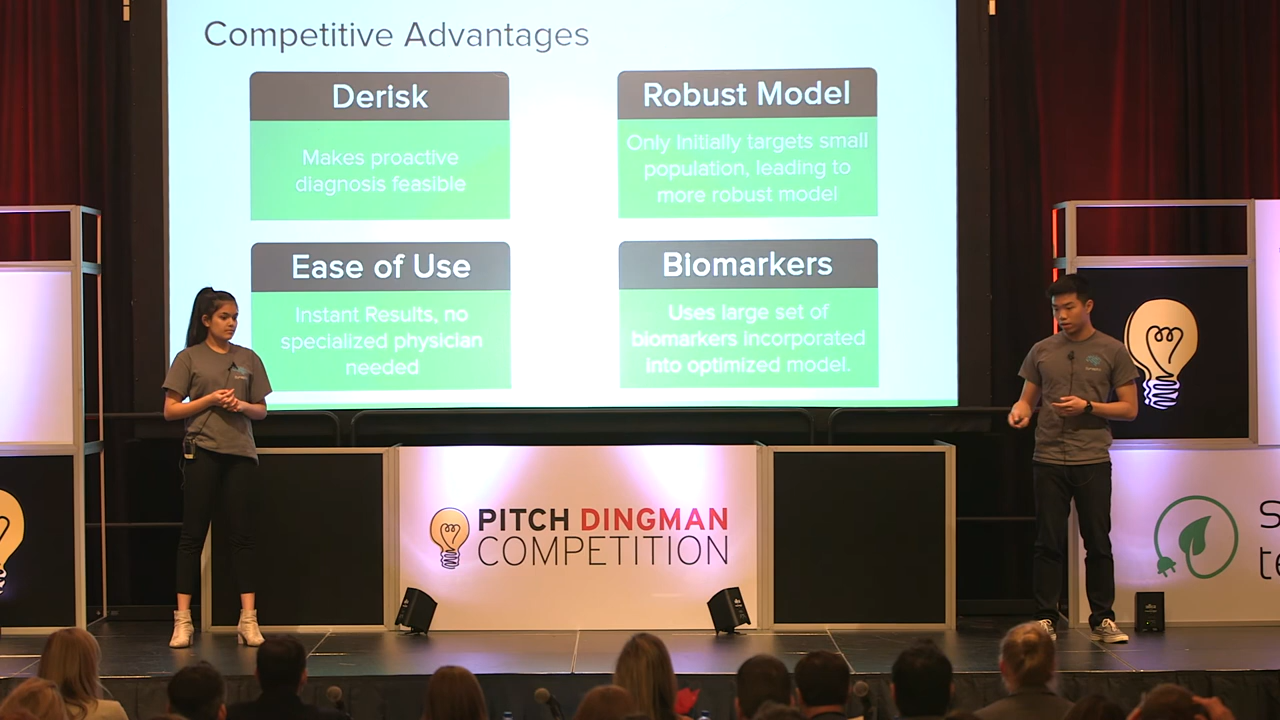 Competitive Advantages
Derisk
Makes proactive
diagnosis feasible
Robust Model
Only initially targets small
population, leading to
more robust model
Ease of Use
Instant Results, no
specialized physician
needed
Biomarkers
Uses large set of
biomarkers incorporated
into optimized model.
PITCH DINGMAN
COMPETITION